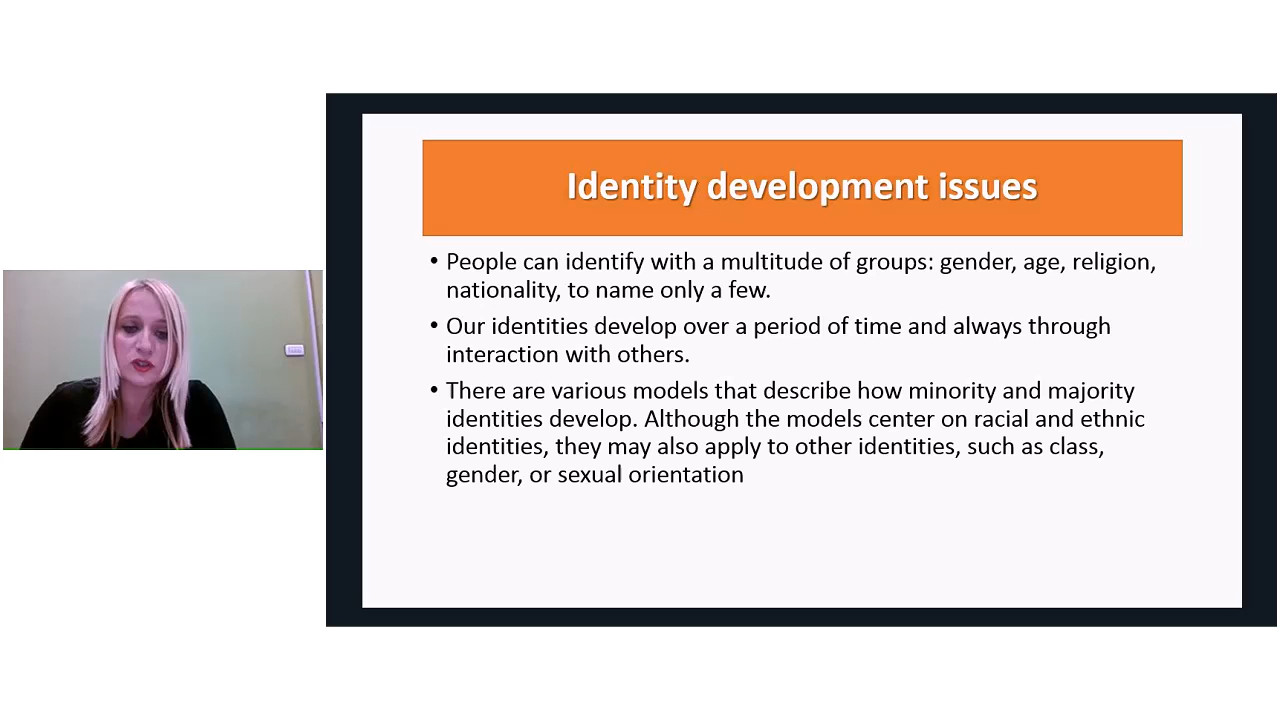 Identity development issues
• People can identify with a multitude of groups: gender, age, religion,
nationality, to name only a few.
• Our identities develop over a period of time and always through
interaction with others.
• There are various models that describe how minority and majority
identities develop. Although the models center on racial and ethnic
identities, they may also apply to other identities, such as class,
gender, or sexual orientation